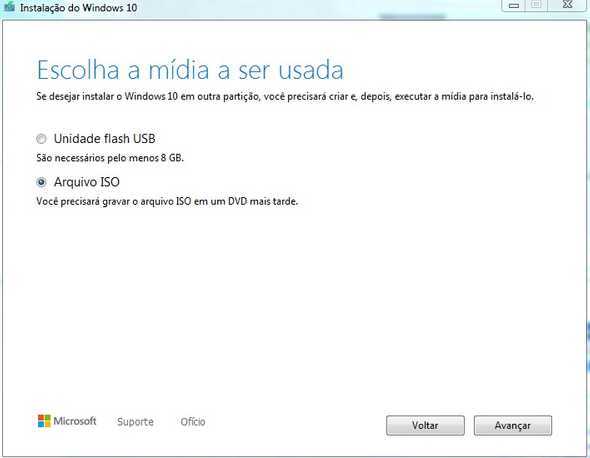 Instalação do Windows 10
Escolha a mídia a ser usada
Se desejar instalar o Windows 10 em outra partição, você precisará criar e, depois, executar a mídia para instalá-lo.
Unidade flash USB
São necessários pelo menos 8 GB.
Arquivo ISO
Você precisará gravar o arquivo ISO em um DVD mais tarde.
Microsoft Suporte Ofício Voltar Avançar